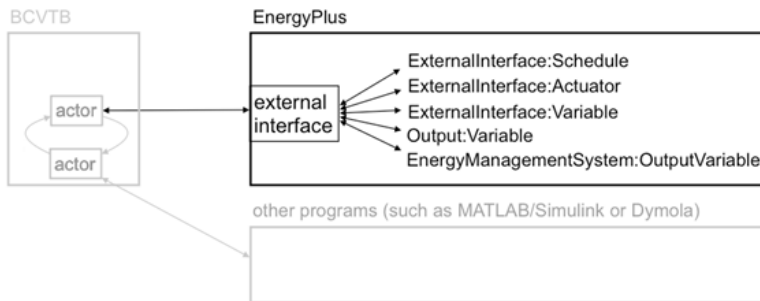 BCVTB
EnergyPlus
actor
actor
external
interface
ExternalInterface:Schedule
ExternalInterface:Actuator
ExternalInterface:Variable
Output:Variable
EnergyManagementSystem:OutputVariable
other programs (such as MATLAB/Simulink or Dymola)